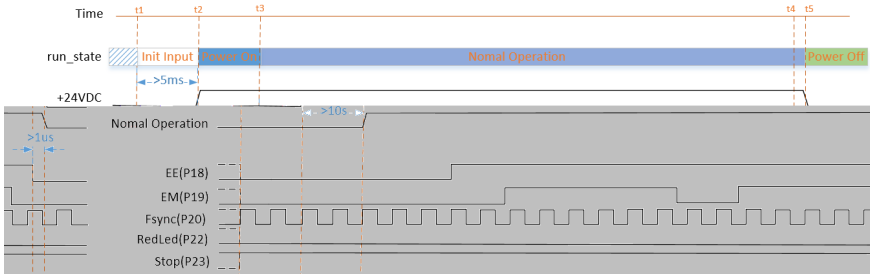 Time
t1 t2 t3 t4 t5
run_state Init Input Power On Nomal Operation Power Off
>5ms
+24VDC
>10s
Nomal Operation
>1us
EE(P18)
EM(P19)
Fsync(P20)
RedLed(P22)
Stop(P23)